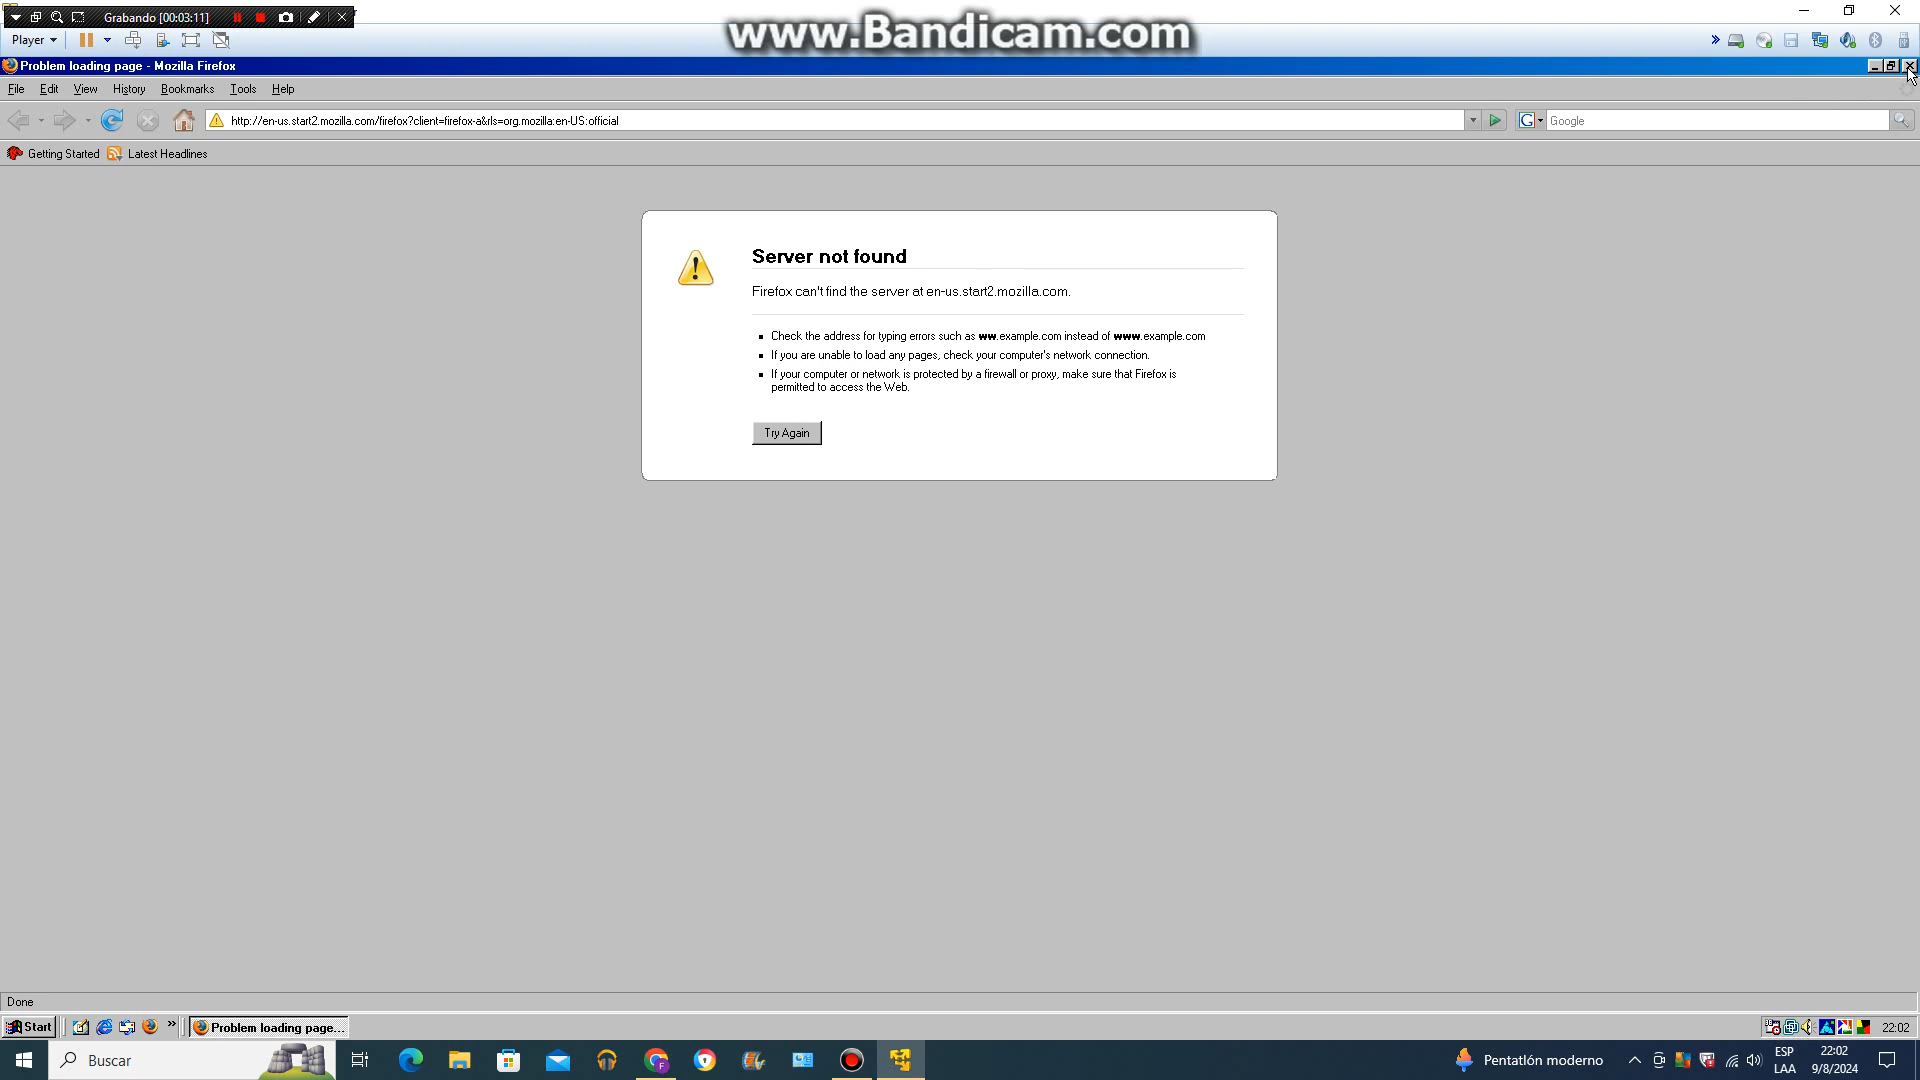 Grabando [00:03:11]
www.Bandicam.com
Player
Problem loading page - Mozilla Firefox
File Edit View History Bookmarks Tools Help
http://en-us.start2.mozilla.com/firefox?client=firefox-a&rls=org.mozilla:en-US:official
G Google
Getting Started Latest Headlines
Server not found
Firefox can't find the server at en-us.start2.mozilla.com.
Check the address for typing errors such as ww.example.com instead of www.example.com
If you are unable to load any pages, check your computer's network connection.
If your computer or network is protected by a firewall or proxy, make sure that Firefox is
permitted to access the Web.
Try Again
Done
Start » Problem loading page... 22:02
Buscar
Pentatlón moderno
ESP
LAA
22:02
9/8/2024